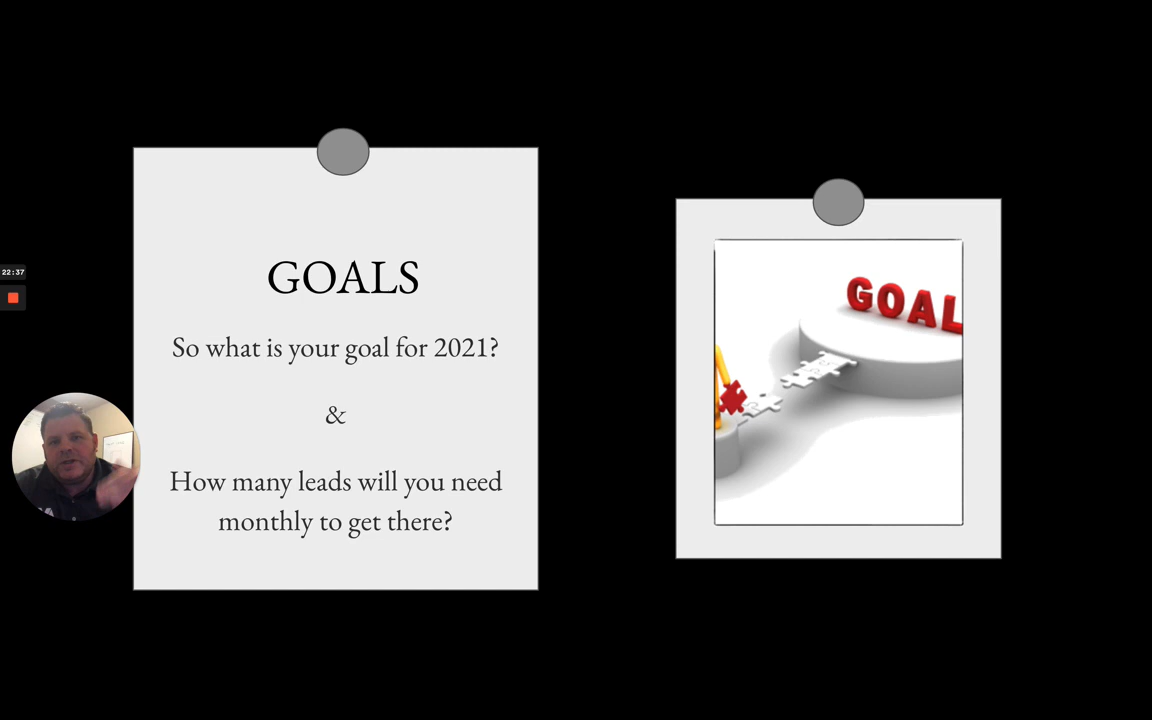 22:37
GOALS
So what is your goal for 2021?
&
How many leads will you need
monthly to get there?
GOAL